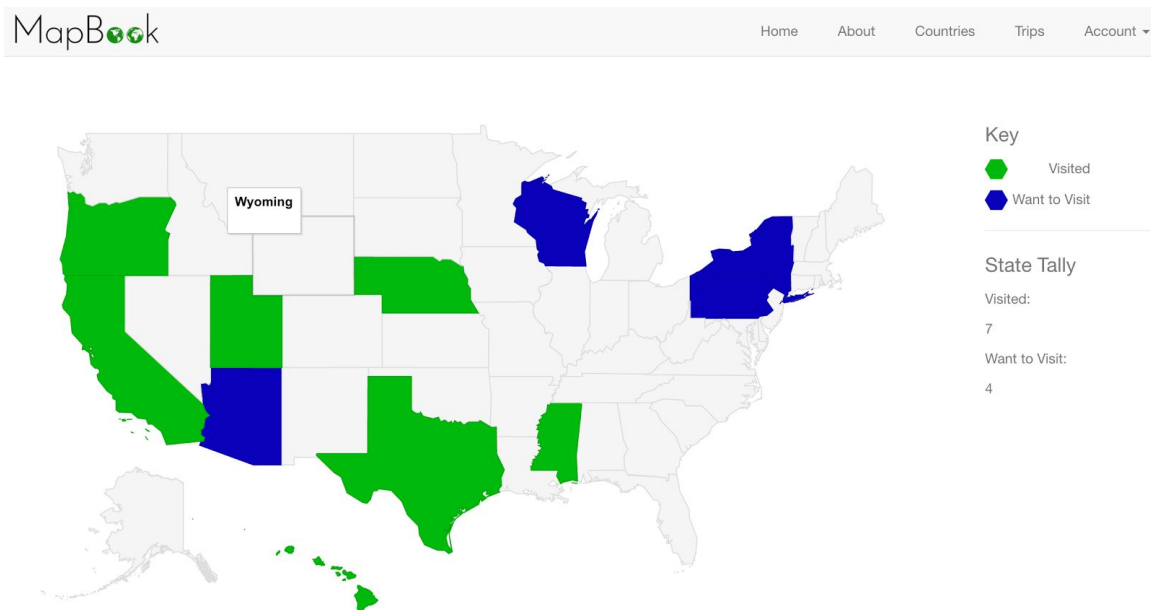 MapBook
Home About Countries Trips Account
Wyoming
Key
Visited
Want to Visit
State Tally
Visited:
7
Want to Visit:
4